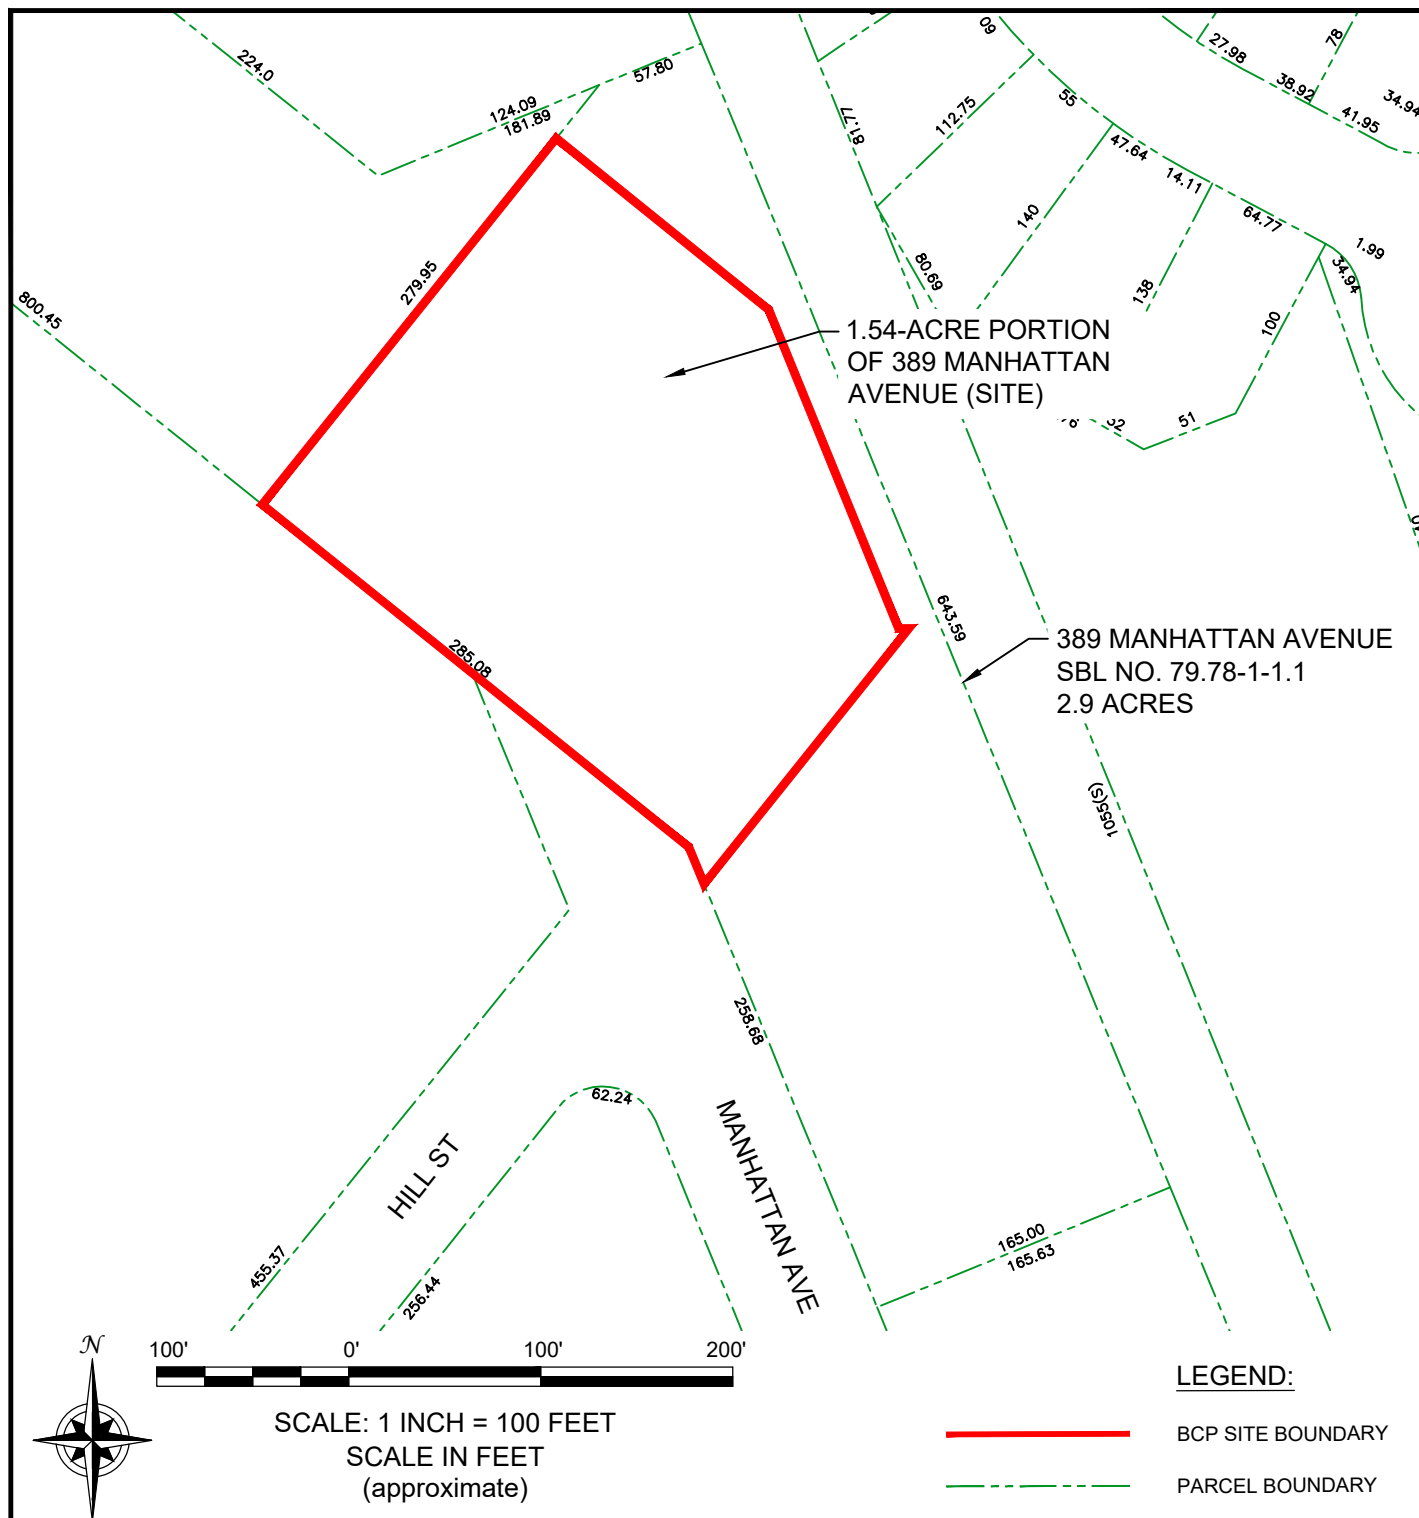 224.0
124.09
181.89
57.80
81.77
112.75
60
55
27.98
38.92
78
41.95
34.94
47.64
14.11
64.77
1.99
34.94
140
138
100
80.69
279.95
800.45
1.54-ACRE PORTION
OF 389 MANHATTAN
AVENUE (SITE)
51
643.59
389 MANHATTAN AVENUE
SBL NO. 79.78-1-1.1
2.9 ACRES
285.08
1055(S)
258.68
62.24
HILL ST
MANHATTAN AVE
455.37
256.44
165.00
165.63
N
100'
0'
100'
200'
SCALE: 1 INCH = 100 FEET
SCALE IN FEET
(approximate)
LEGEND:
BCP SITE BOUNDARY
PARCEL BOUNDARY